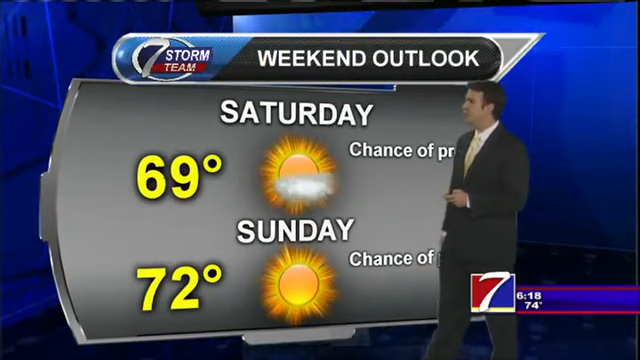 7 STORM TEAM
WEEKEND OUTLOOK
SATURDAY
69°
Chance of
SUNDAY
72°
Chance of
7
6:18
74°